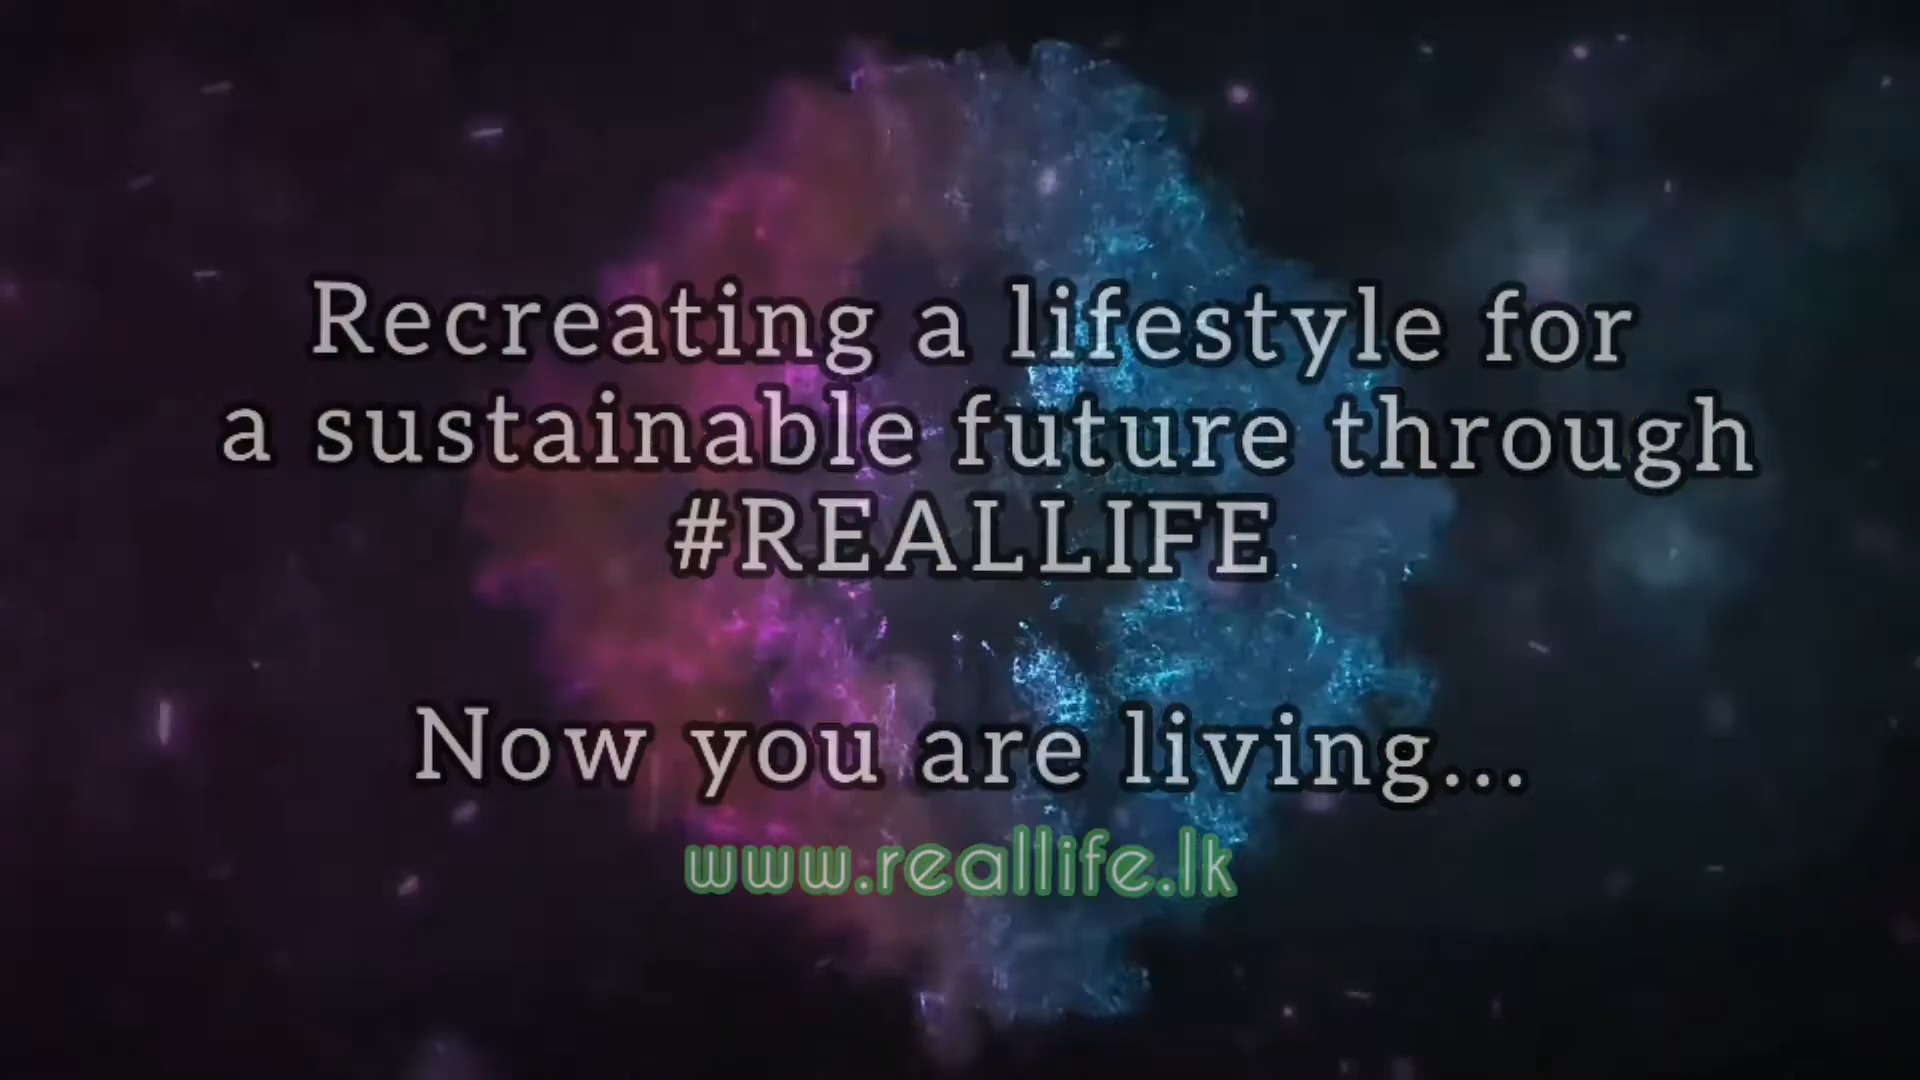 Recreating a lifestyle for
a sustainable future through
#REALLIFE
Now you are living...
www.reallife.lk